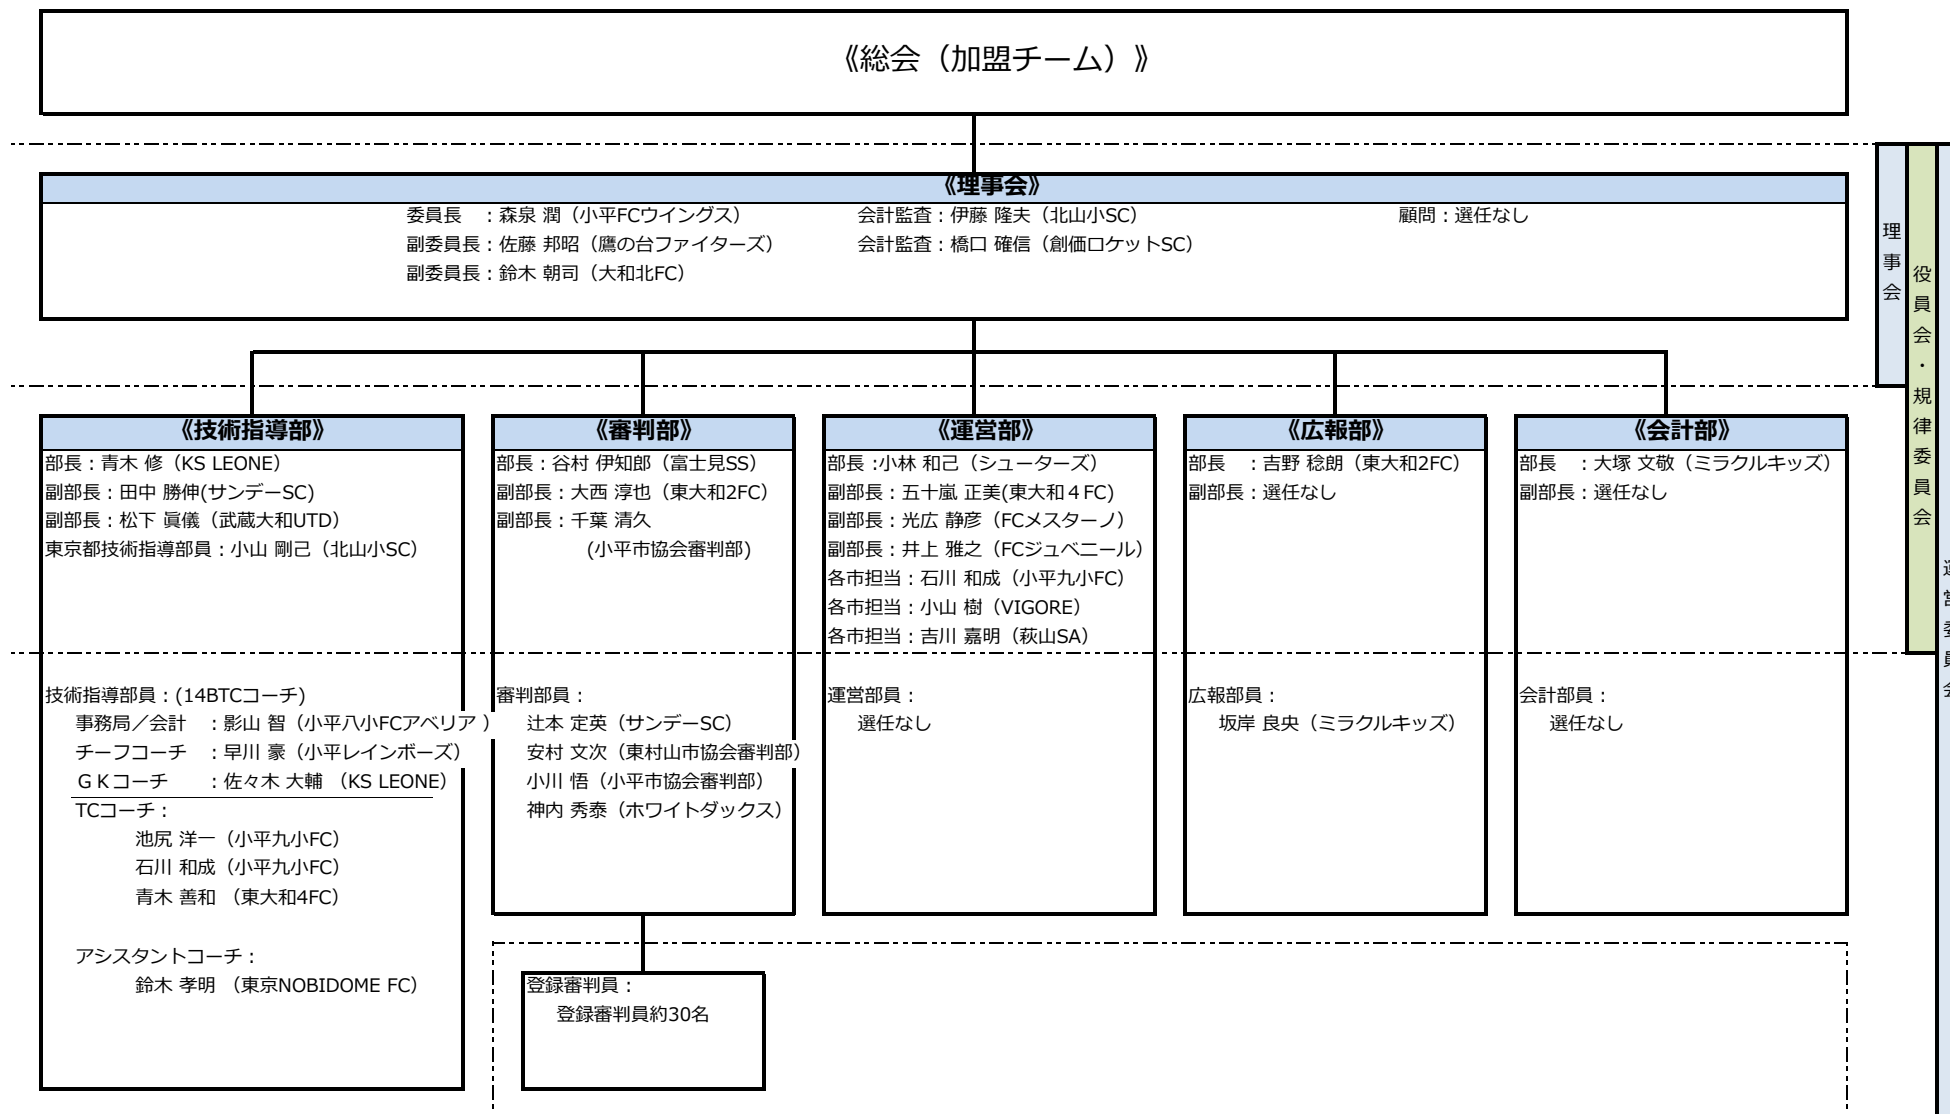 《総会（加盟チーム）》
《理事会》
委員長　：森泉 潤（小平FCウイングス）
副委員長：佐藤 邦昭（鷹の台ファイターズ）
副委員長：鈴木 朝司（大和北FC）
会計監査：伊藤 隆夫（北山小SC）
会計監査：橋口 確信（創価ロケットSC）
顧問：選任なし
理事会
役員会・規律委員会
運営委員会
《技術指導部》
部長：青木 修（KS LEONE）
副部長：田中 勝伸(サンデーSC)
副部長：松下 眞儀（武蔵大和UTD）
東京都技術指導部員：小山 剛己（北山小SC）
技術指導部員：(14BTCコーチ)
事務局／会計　：影山 智（小平八小FCアベリア ）
チーフコーチ　：早川 豪（小平レインボーズ）
ＧＫコーチ　　：佐々木 大輔 （KS LEONE）
TCコーチ：
池尻 洋一（小平九小FC）
石川 和成（小平九小FC）
青木 善和 （東大和4FC）
アシスタントコーチ：
鈴木 孝明 （東京NOBIDOME FC）
《審判部》
部長：谷村 伊知郎（富士見SS）
副部長：大西 淳也（東大和2FC）
副部長：千葉 清久
(小平市協会審判部)
審判部員：
辻本 定英（サンデーSC）
安村 文次（東村山市協会審判部）
小川 悟（小平市協会審判部）
神内 秀泰（ホワイトダックス）
登録審判員：
登録審判員約30名
《運営部》
部長：小林 和己（シューターズ）
副部長：五十嵐 正美(東大和４FC)
副部長：光広 静彦（FCメスターノ）
副部長：井上 雅之（FCジュベニール）
各市担当：石川 和成（小平九小FC）
各市担当：小山 樹（VIGORE）
各市担当：吉川 嘉明（萩山SA）
運営部員：
選任なし
《広報部》
部長　：吉野 稔朗（東大和2FC）
副部長：選任なし
広報部員：
坂岸 良央（ミラクルキッズ）
《会計部》
部長　：大塚 文敬（ミラクルキッズ）
副部長：選任なし
会計部員：
選任なし